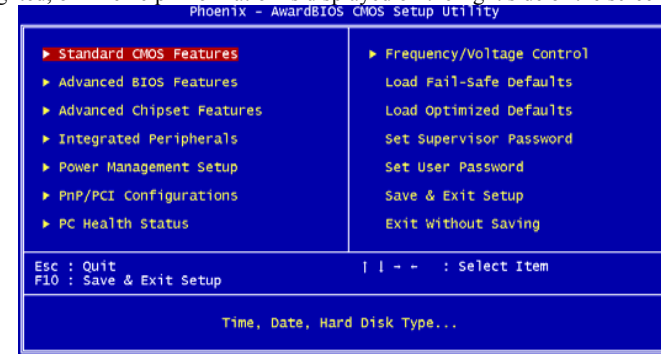 Phoenix - AwardBIOS CMOS Setup Utility
▶ Standard CMOS Features
▶ Advanced BIOS Features
▶ Advanced Chipset Features
▶ Integrated Peripherals
▶ Power Management Setup
▶ PnP/PCI Configurations
▶ PC Health Status
▶ Frequency/Voltage Control
Load Fail-Safe Defaults
Load Optimized Defaults
Set Supervisor Password
Set User Password
Save & Exit Setup
Exit Without Saving
Esc : Quit
F10 : Save & Exit Setup
↑ ↓ → ← : Select Item
Time, Date, Hard Disk Type...